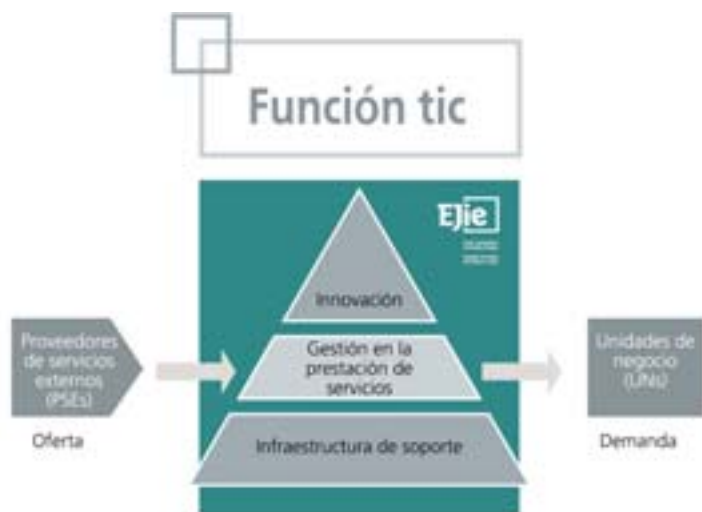 Función tic
EJie
Innovación
Proveedores
de servicios
externos
(PSEs)
Gestión en la
prestación de
servicios
Unidades de
negocio
(UNs)
Oferta
Infraestructura de soporte
Demanda